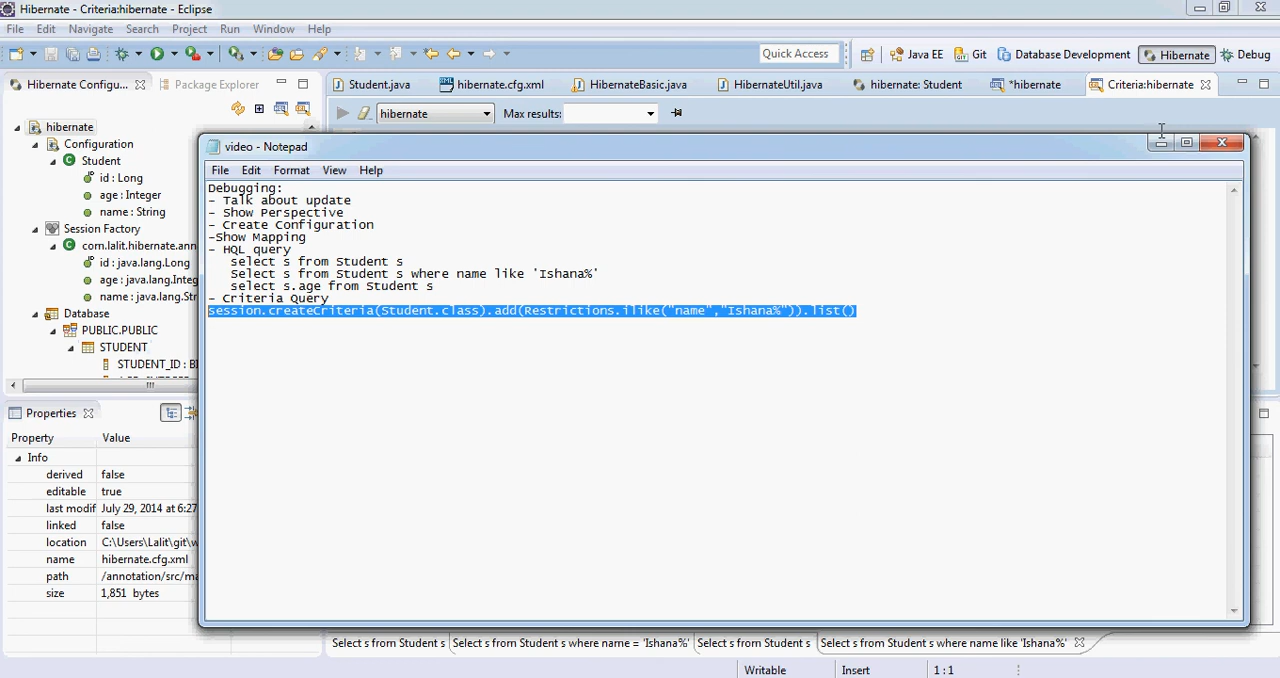 Hibernate - Criteria:hibernate - Eclipse
File Edit Navigate Search Project Run Window Help
Quick Access Java EE Git Database Development Hibernate Debug
Hibernate Configu... Package Explorer
Student.java hibernate.cfg.xml HibernateBasic.java HibernateUtil.java hibernate: Student *hibernate Criteria:hibernate
hibernate Max results:
hibernate
Configuration
Student
id : Long
age : Integer
name : String
Session Factory
com.lalit.hibernate.ann
id : java.lang.Long
age : java.lang.Integ
name : java.lang.Str
Database
PUBLIC.PUBLIC
STUDENT
STUDENT_ID : BI
video - Notepad
File Edit Format View Help
Debugging:
- Talk about update
- Show Perspective
- Create Configuration
-Show Mapping
- HQL query
select s from Student s
select s from Student s where name like 'Ishana%'
select s.age from Student s
- Criteria Query
session.createCriteria(Student.class).add(Restrictions.ilike("name","Ishana%")).list()
Properties
Property Value
Info
derived false
editable true
last modif July 29, 2014 at 6:27
linked false
location C:\Users\Lalit\git\w
name hibernate.cfg.xml
path /annotation/src/ma
size 1,851 bytes
Select s from Student s Select s from Student s where name = 'Ishana%' Select s from Student s Select s from Student s where name like 'Ishana%'
Writable Insert 1:1